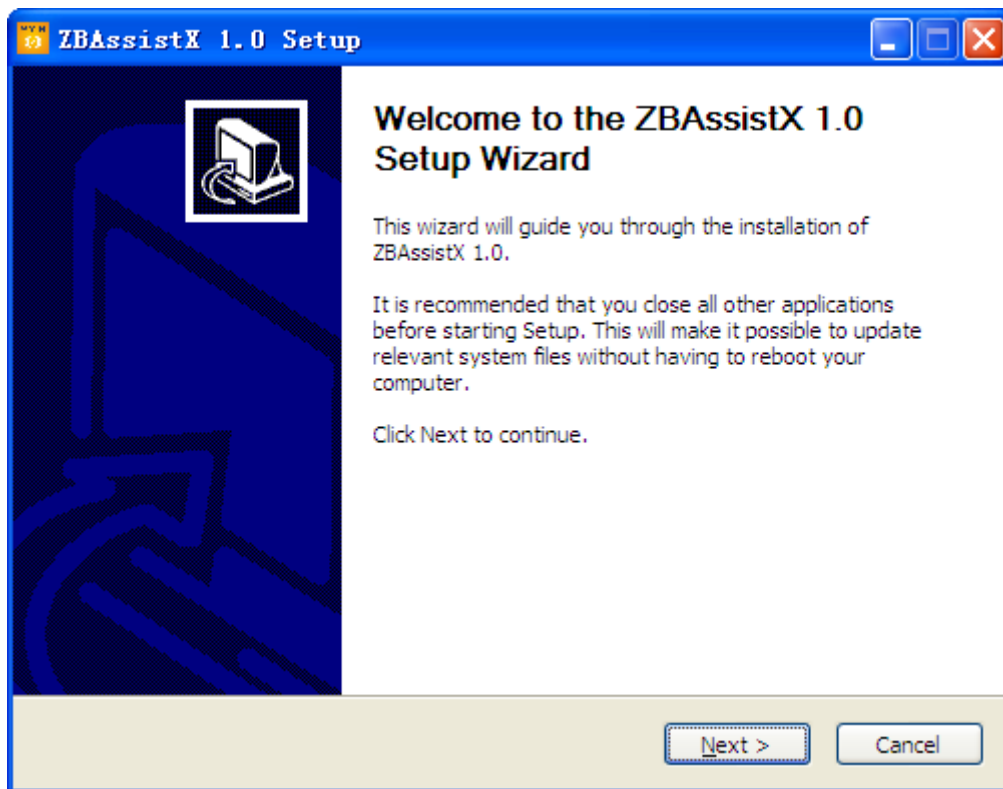 ZBAssistX 1.0 Setup
Welcome to the ZBAssistX 1.0
Setup Wizard
This wizard will guide you through the installation of
ZBAssistX 1.0.
It is recommended that you close all other applications
before starting Setup. This will make it possible to update
relevant system files without having to reboot your
computer.
Click Next to continue.
Next >
Cancel